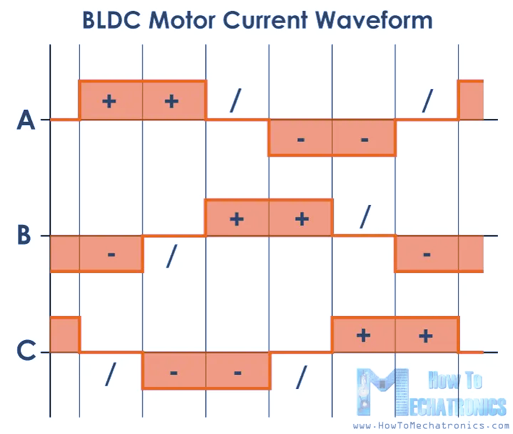 BLDC Motor Current Waveform
A + + / - - /
B - / + + / -
C / - - / + +
How To
MECHATRONICS
www.HowToMechatronics.com